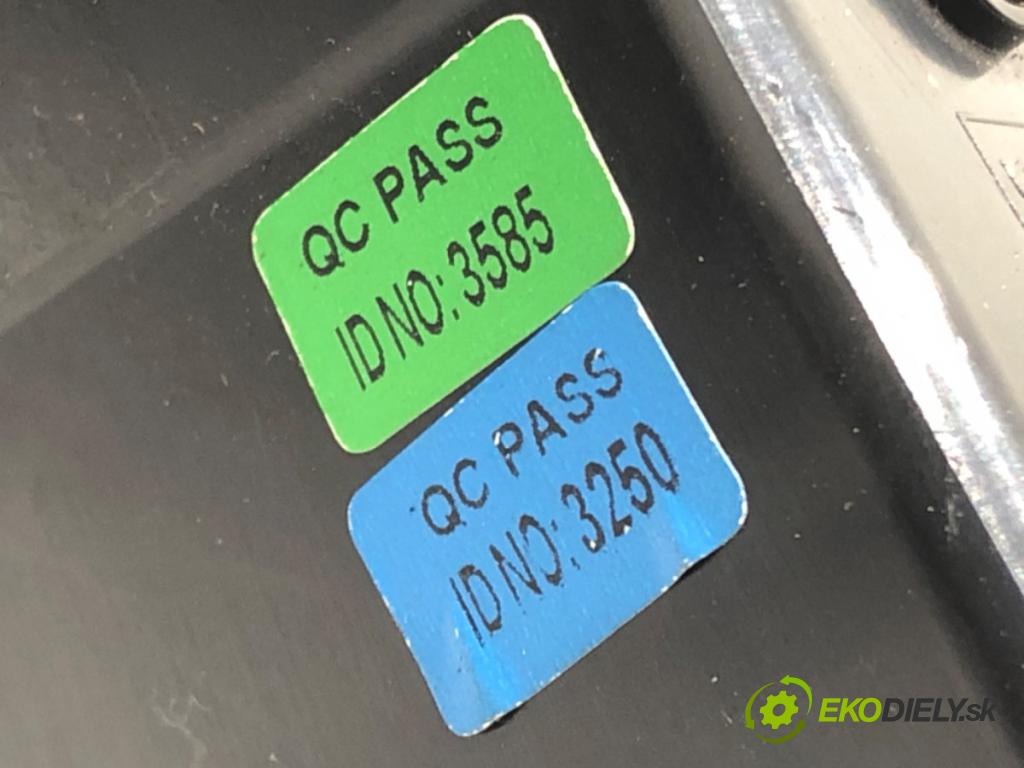 QC PASS
ID NO: 3585
QC PASS
ID NO: 3250
EKODIELY.sk